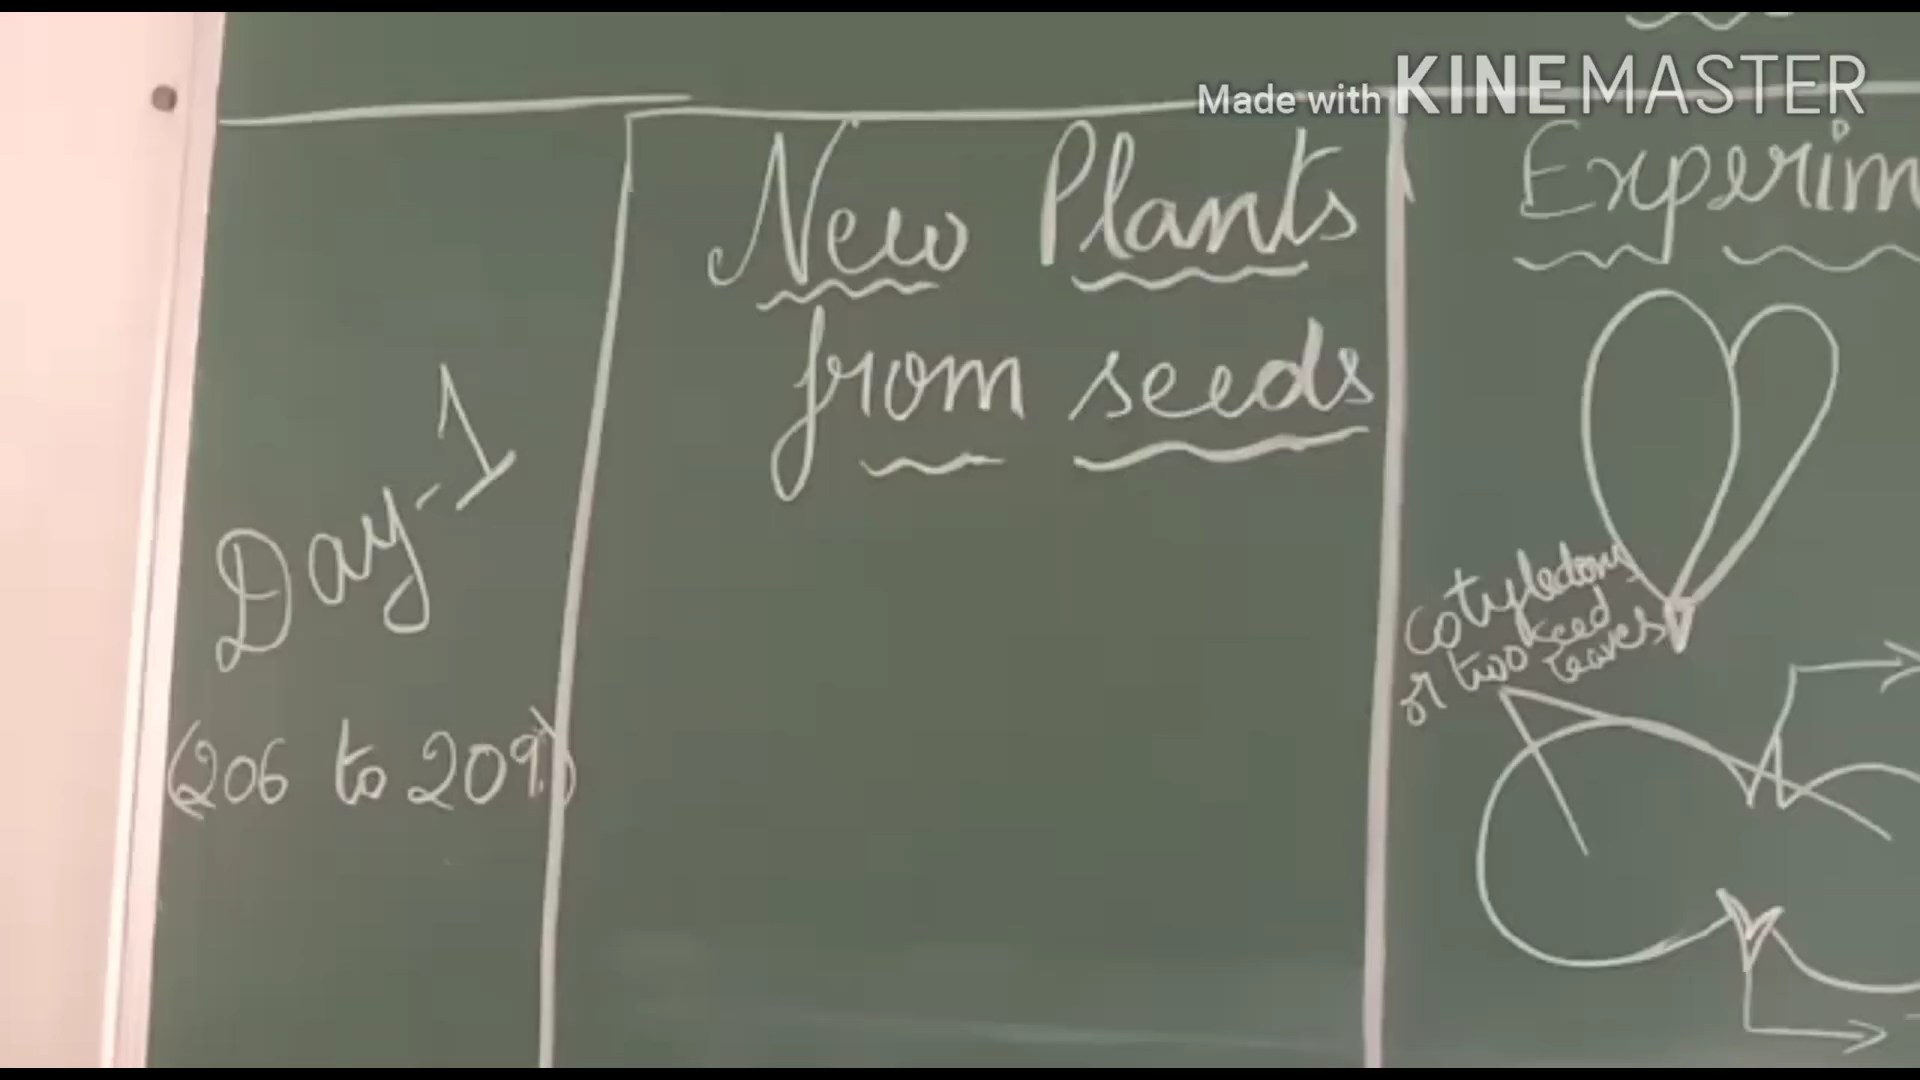 Made with KINEMASTER
Day-1
(206 to 209)
New Plants
from seeds
Experim
cotyledons
or two seed
leaves